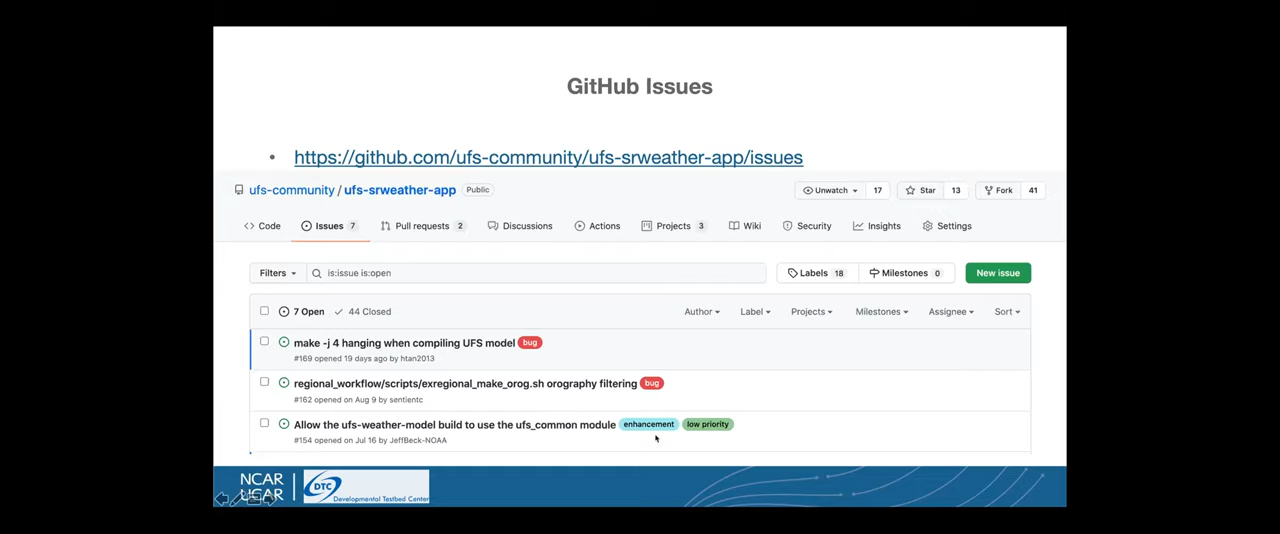 GitHub Issues
• https://github.com/ufs-community/ufs-srweather-app/issues
ufs-community / ufs-srweather-app Public Unwatch 17 Star 13 Fork 41
<> Code Issues 7 Pull requests 2 Discussions Actions Projects 3 Wiki Security Insights Settings
Filters is:issue is:open Labels 18 Milestones 0 New issue
7 Open 44 Closed Author Label Projects Milestones Assignee Sort
make -j 4 hanging when compiling UFS model bug
#169 opened 19 days ago by htan2013
regional_workflow/scripts/exregional_make_orog.sh orography filtering bug
#162 opened on Aug 9 by sentientc
Allow the ufs-weather-model build to use the ufs_common module enhancement low priority
#154 opened on Jul 16 by JeffBeck-NOAA
NCAR
UCAR
DTC
Developmental Testbed Center